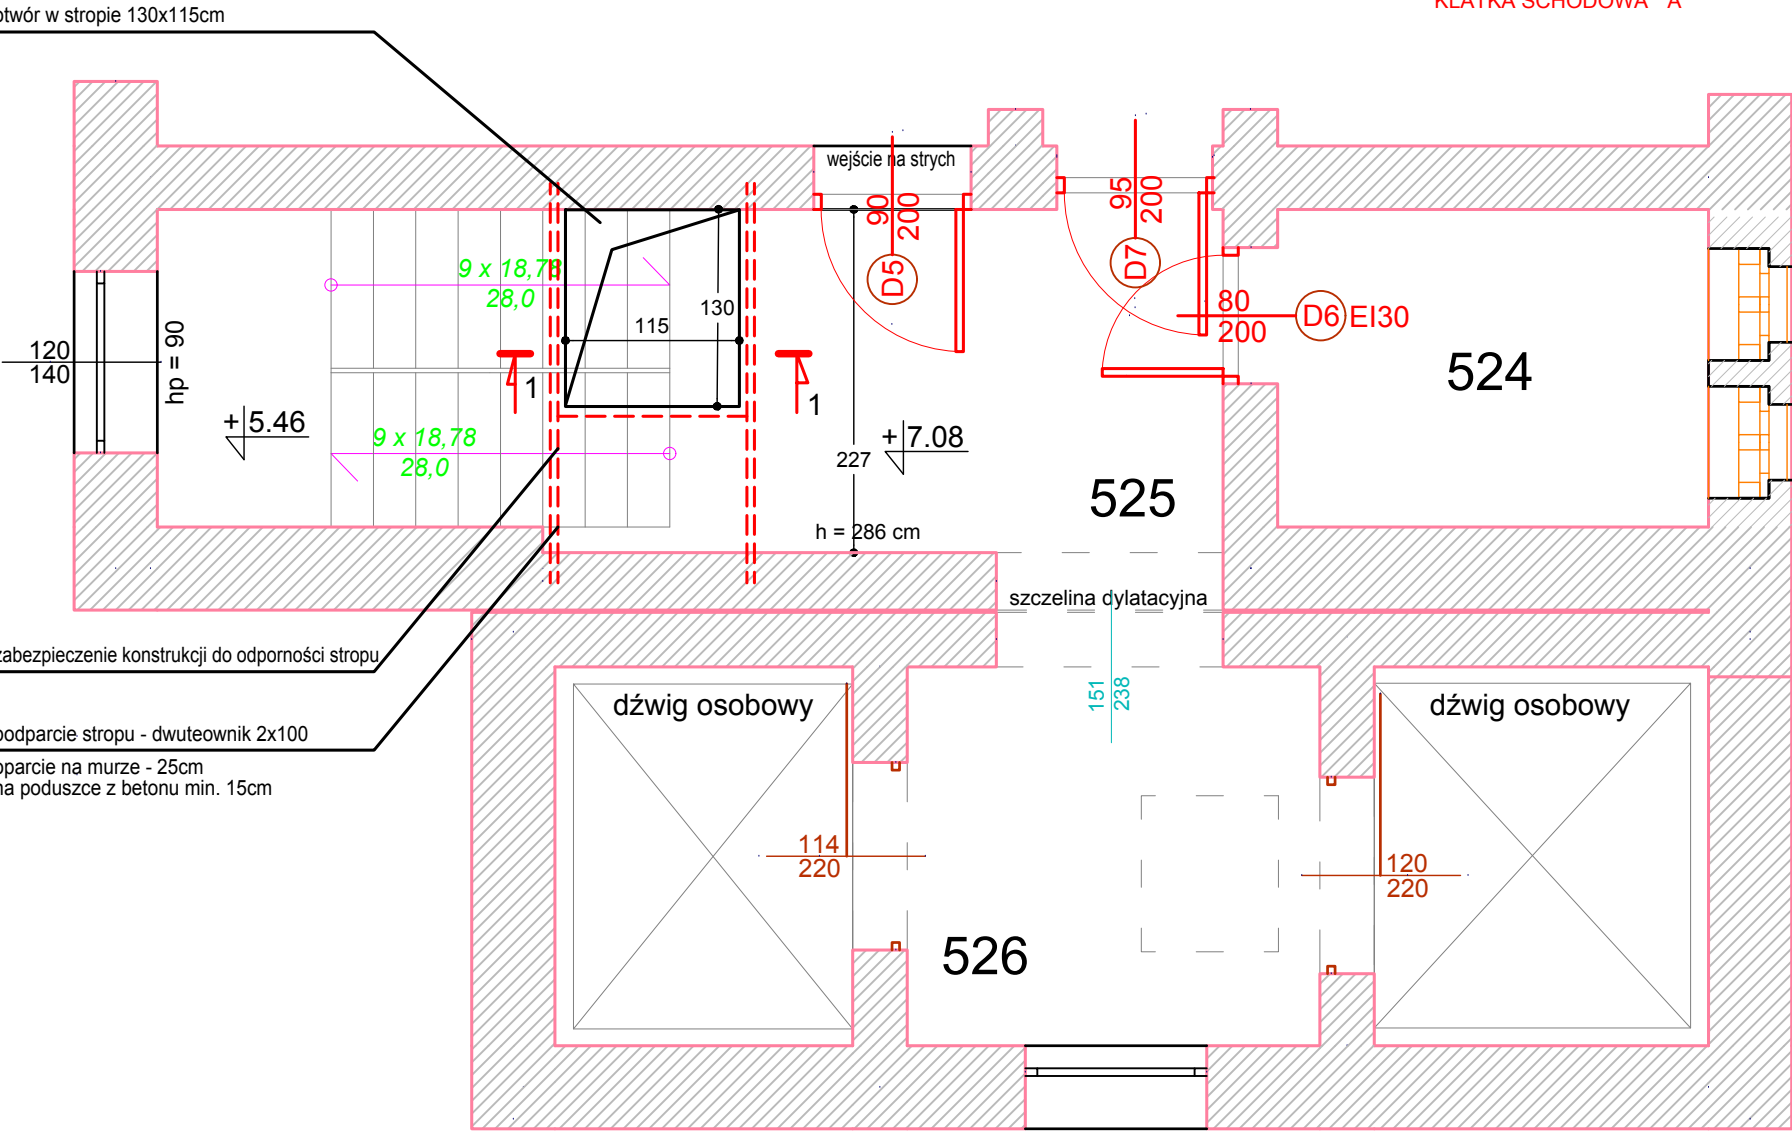 otwór w stropie 130x115cm
KLATKA SCHODOWA "A"
wejście na strych
90
200
D5
95
200
D7
80
200
D6 EI30
9 x 18,78
28,0
115
130
120
140
hp = 90
1
1
+5.46
9 x 18,78
28,0
+7.08
227
h = 286 cm
524
525
szczelina dylatacyjna
zabezpieczenie konstrukcji do odporności stropu
podparcie stropu - dwuteownik 2x100
oparcie na murze - 25cm
na poduszce z betonu min. 15cm
dźwig osobowy
151
238
dźwig osobowy
114
220
120
220
526